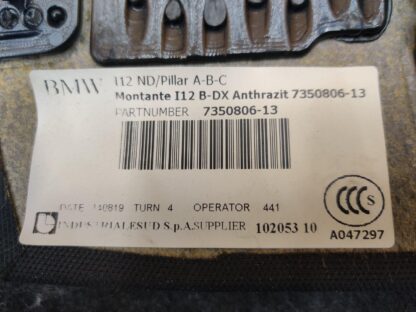 BMW I12 ND/Pillar A-B-C
Montante I12 B-DX Anthrazit 7350806-13
PARTNUMBER 7350806-13
DATE 140819 TURN 4 OPERATOR 441
INDUSTRIALESUD S.p.A. SUPPLIER 102053 10
CCC S
A047297